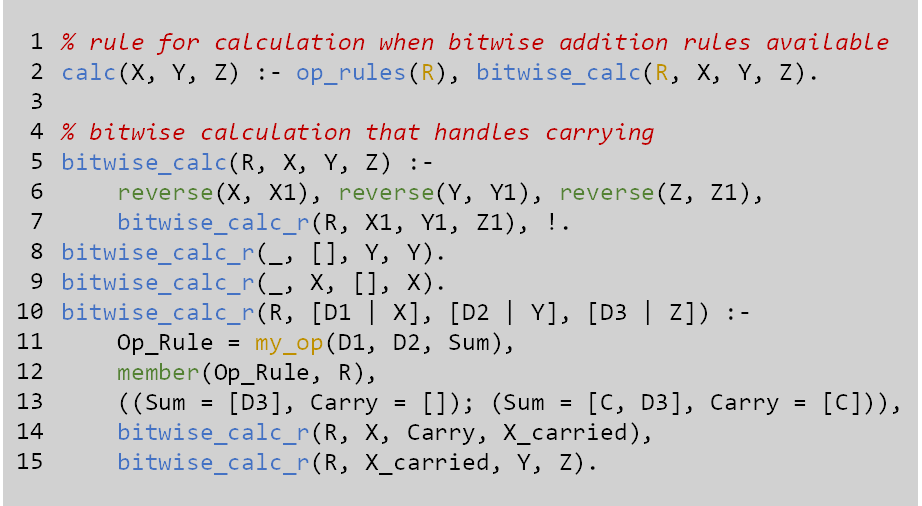 1 % rule for calculation when bitwise addition rules available
2 calc(X, Y, Z) :- op_rules(R), bitwise_calc(R, X, Y, Z).
3
4 % bitwise calculation that handles carrying
5 bitwise_calc(R, X, Y, Z) :-
6     reverse(X, X1), reverse(Y, Y1), reverse(Z, Z1),
7     bitwise_calc_r(R, X1, Y1, Z1), !.
8 bitwise_calc_r(_, [], Y, Y).
9 bitwise_calc_r(_, X, [], X).
10 bitwise_calc_r(R, [D1 | X], [D2 | Y], [D3 | Z]) :-
11     Op_Rule = my_op(D1, D2, Sum),
12     member(Op_Rule, R),
13     ((Sum = [D3], Carry = []); (Sum = [C, D3], Carry = [C])),
14     bitwise_calc_r(R, X, Carry, X_carried),
15     bitwise_calc_r(R, X_carried, Y, Z).